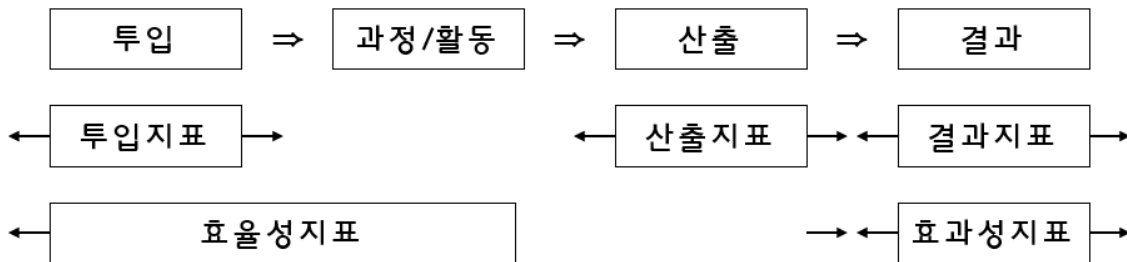 투입 ⇒ 과정/활동 ⇒ 산출 ⇒ 결과
투입지표 산출지표 결과지표
효율성지표 효과성지표